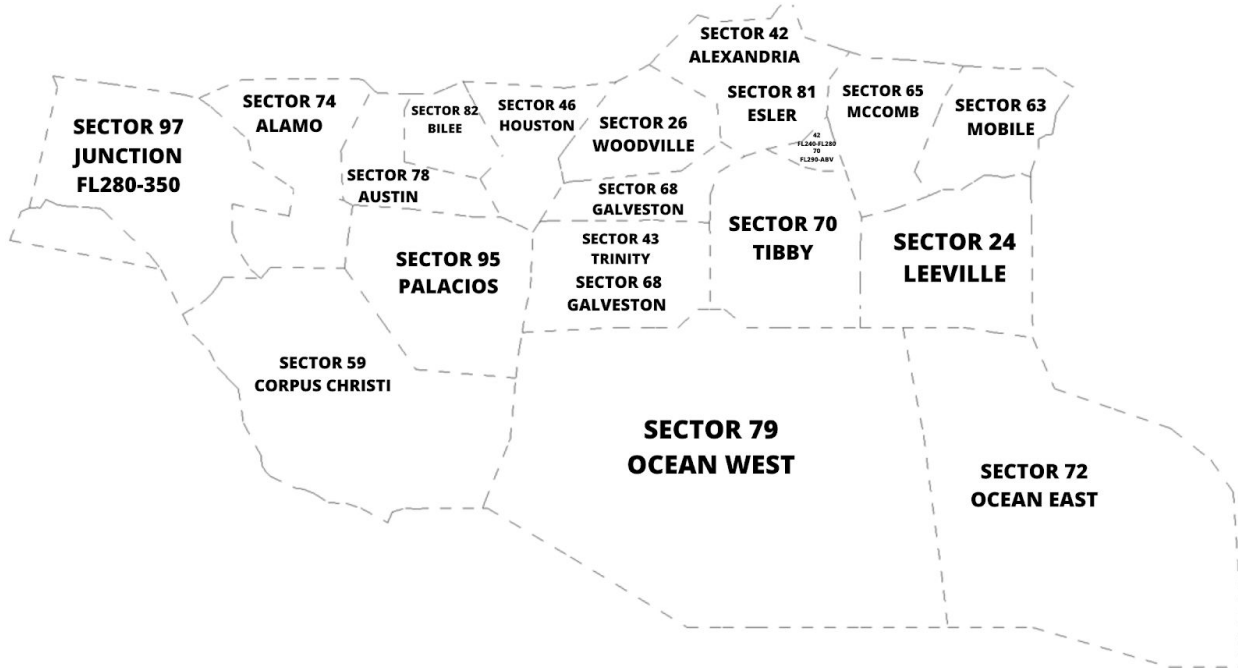 SECTOR 42
ALEXANDRIA
SECTOR 81
ESLER
SECTOR 65
MCCOMB
SECTOR 63
MOBILE
SECTOR 97
JUNCTION
FL280-350
SECTOR 74
ALAMO
SECTOR 82
BILEE
SECTOR 46
HOUSTON
SECTOR 26
WOODVILLE
42
FL240-FL280
70
FL290-ABV
SECTOR 78
AUSTIN
SECTOR 68
GALVESTON
SECTOR 70
TIBBY
SECTOR 24
LEEVILLE
SECTOR 95
PALACIOS
SECTOR 43
TRINITY
SECTOR 68
GALVESTON
SECTOR 59
CORPUS CHRISTI
SECTOR 79
OCEAN WEST
SECTOR 72
OCEAN EAST